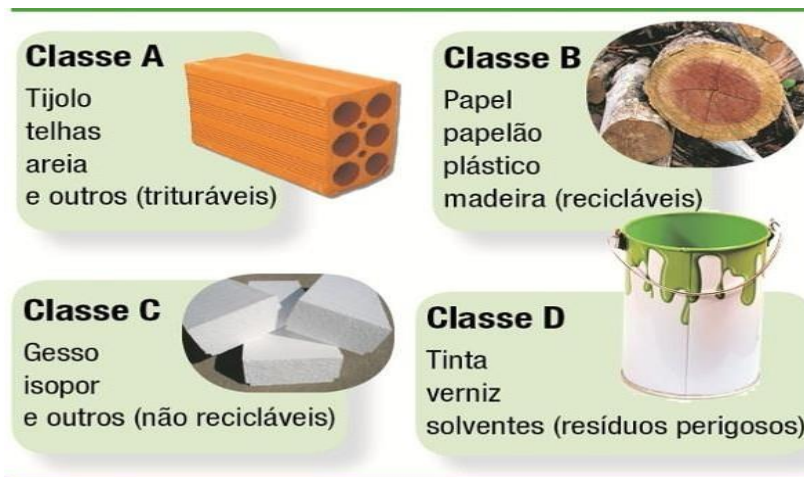 Classe A
Tijolo
telhas
areia
e outros (trituráveis)
Classe B
Papel
papelão
plástico
madeira (recicláveis)
Classe C
Gesso
isopor
e outros (não recicláveis)
Classe D
Tinta
verniz
solventes (resíduos perigosos)